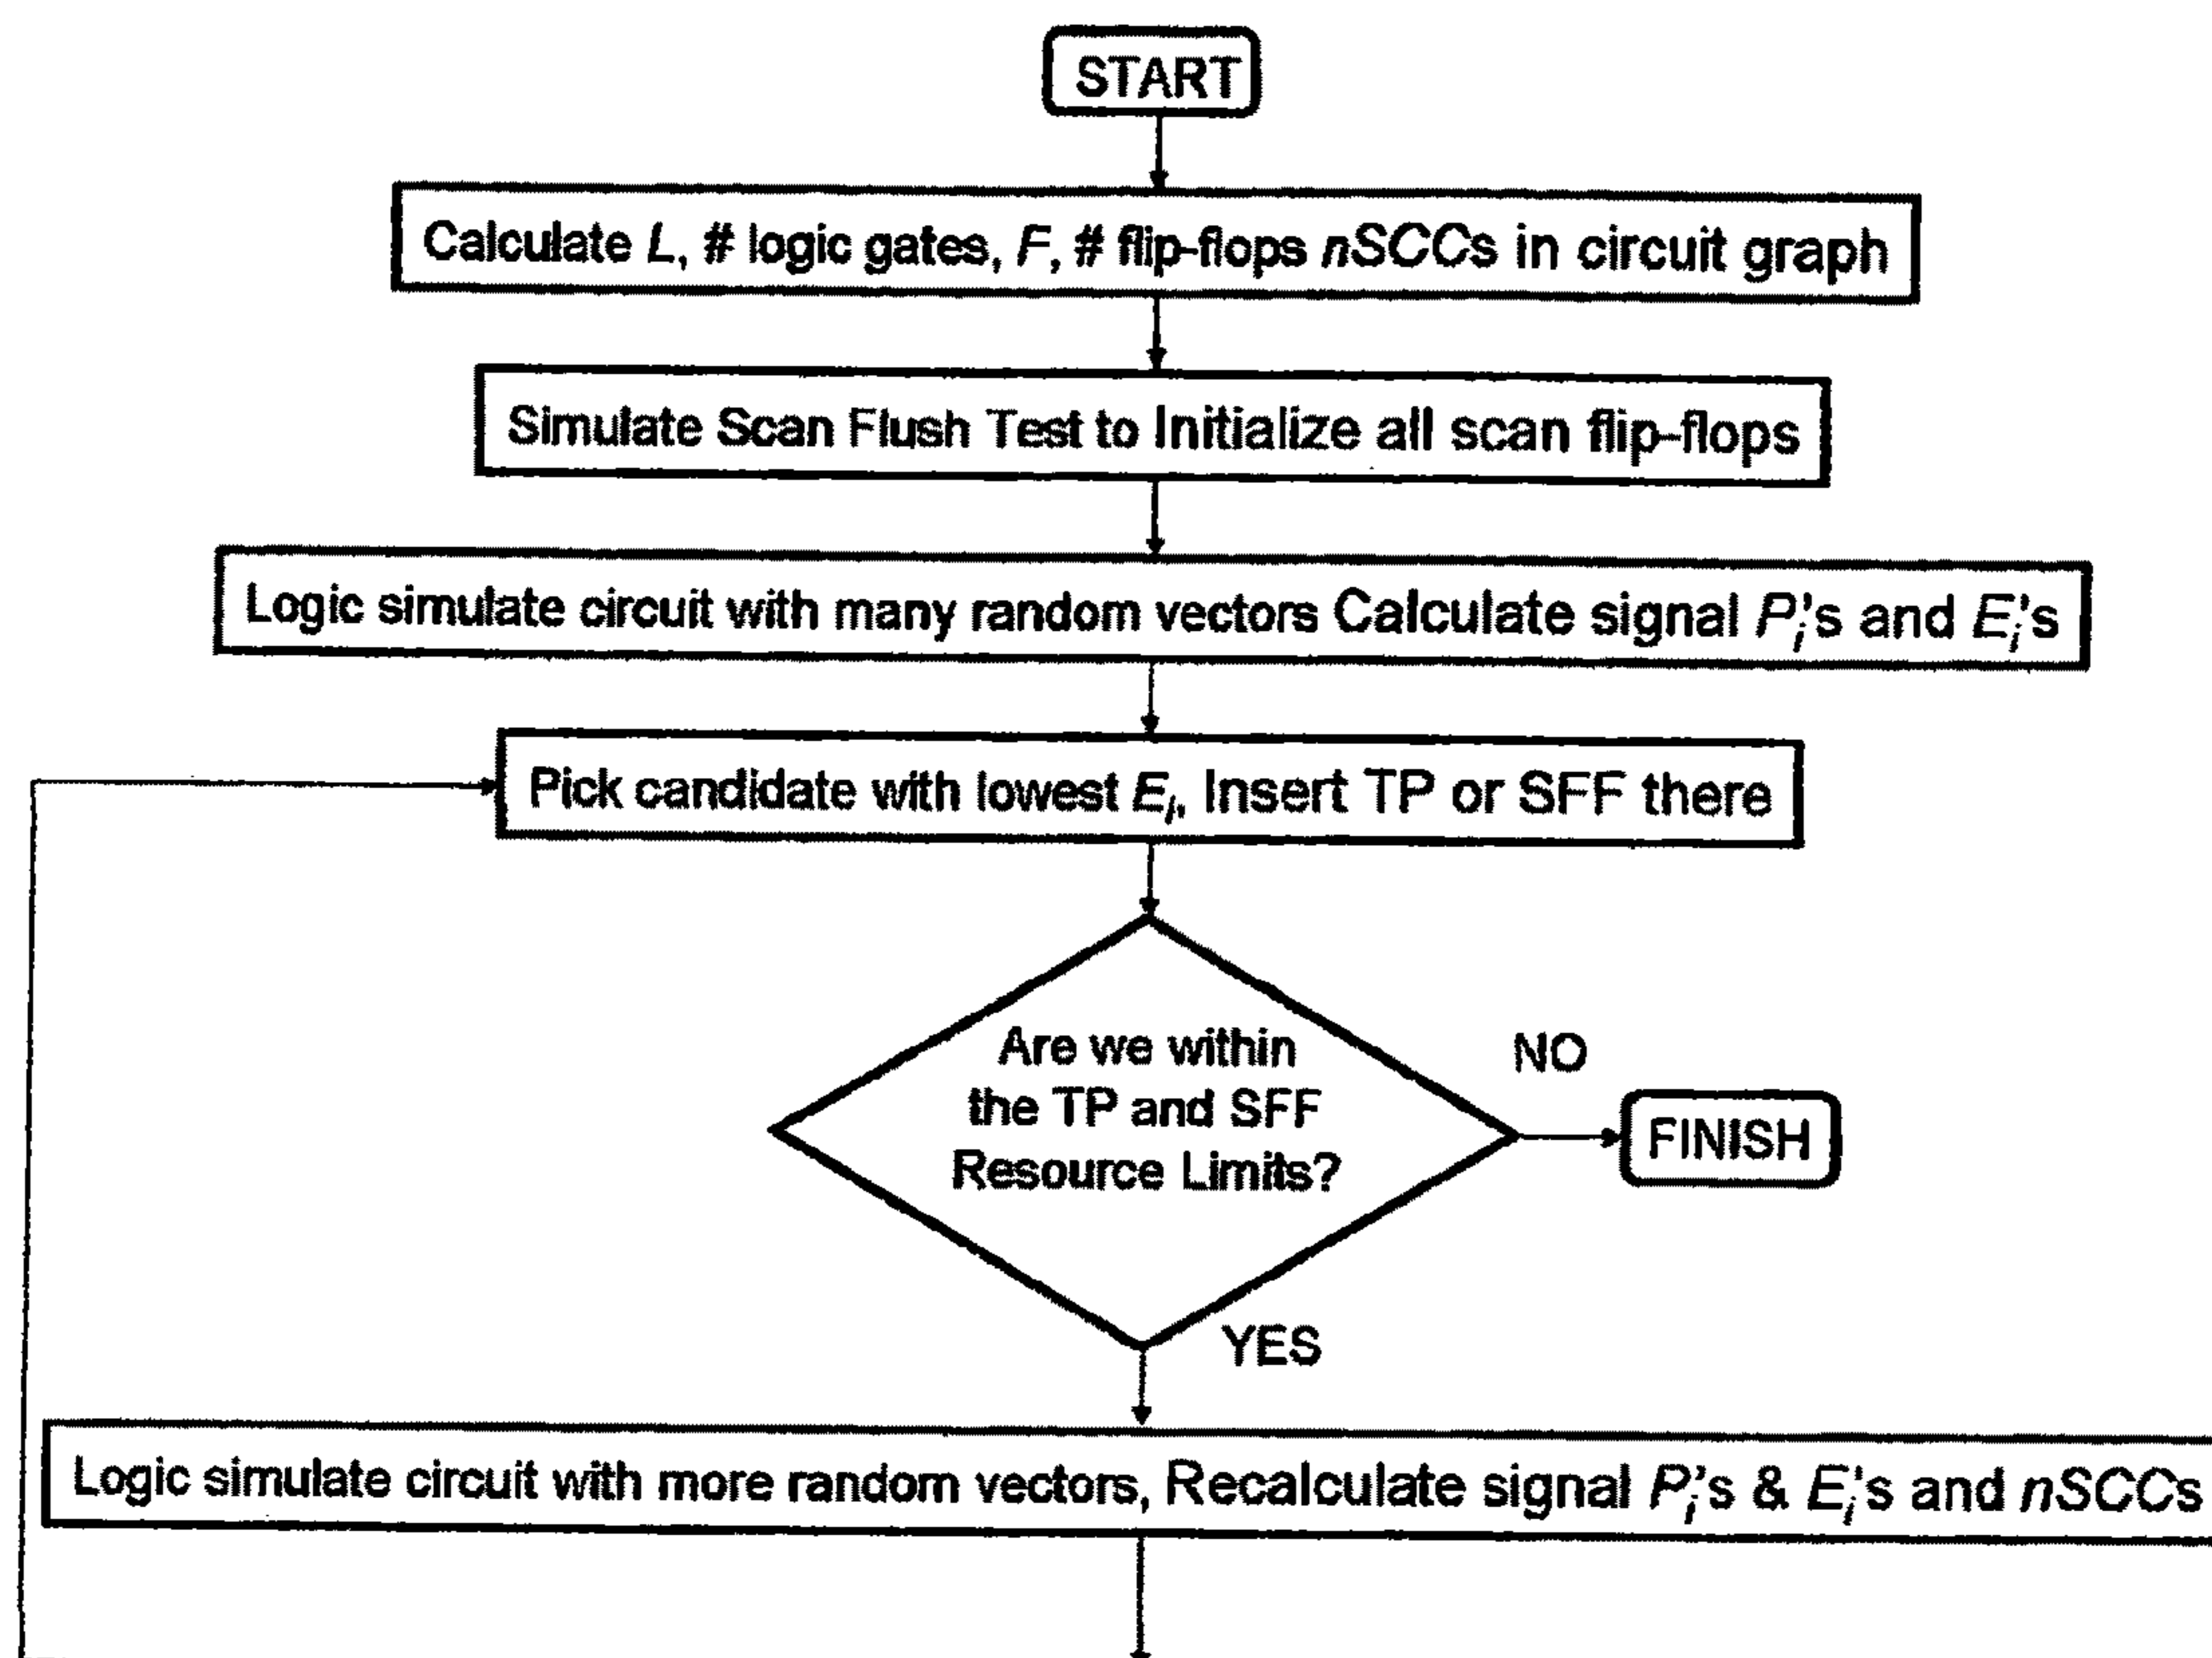 START
Calculate L, # logic gates, F, # flip-flops nSCCs in circuit graph
Simulate Scan Flush Test to Initialize all scan flip-flops
Logic simulate circuit with many random vectors Calculate signal Pi's and Ei's
Pick candidate with lowest Ei, Insert TP or SFF there
Are we within
the TP and SFF
Resource Limits?
NO
FINISH
YES
Logic simulate circuit with more random vectors, Recalculate signal Pi's & Ei's and nSCCs